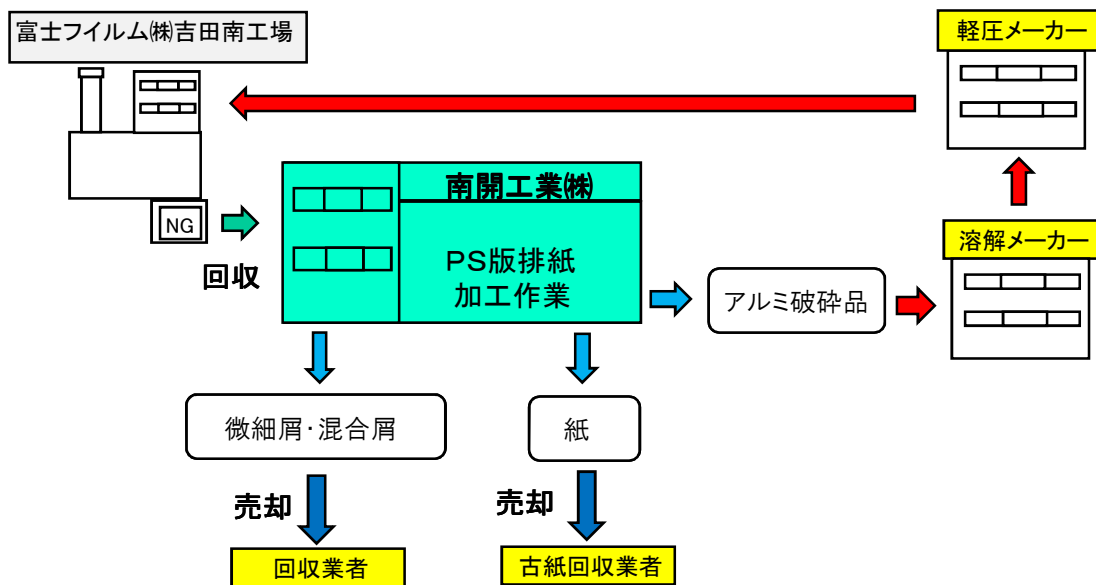 富士フイルム㈱吉田南工場
軽圧メーカー
南開工業㈱
NG
回収
PS版排紙
加工作業
溶解メーカー
アルミ破砕品
微細屑･混合屑
紙
売却
売却
回収業者
古紙回収業者